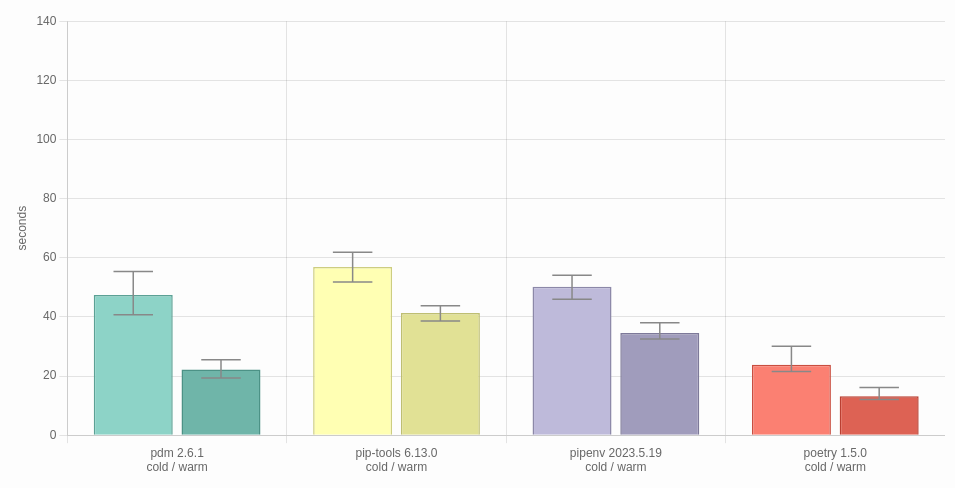 140
120
100
80
60
40
20
0
seconds
pdm 2.6.1
cold / warm
pip-tools 6.13.0
cold / warm
pipenv 2023.5.19
cold / warm
poetry 1.5.0
cold / warm